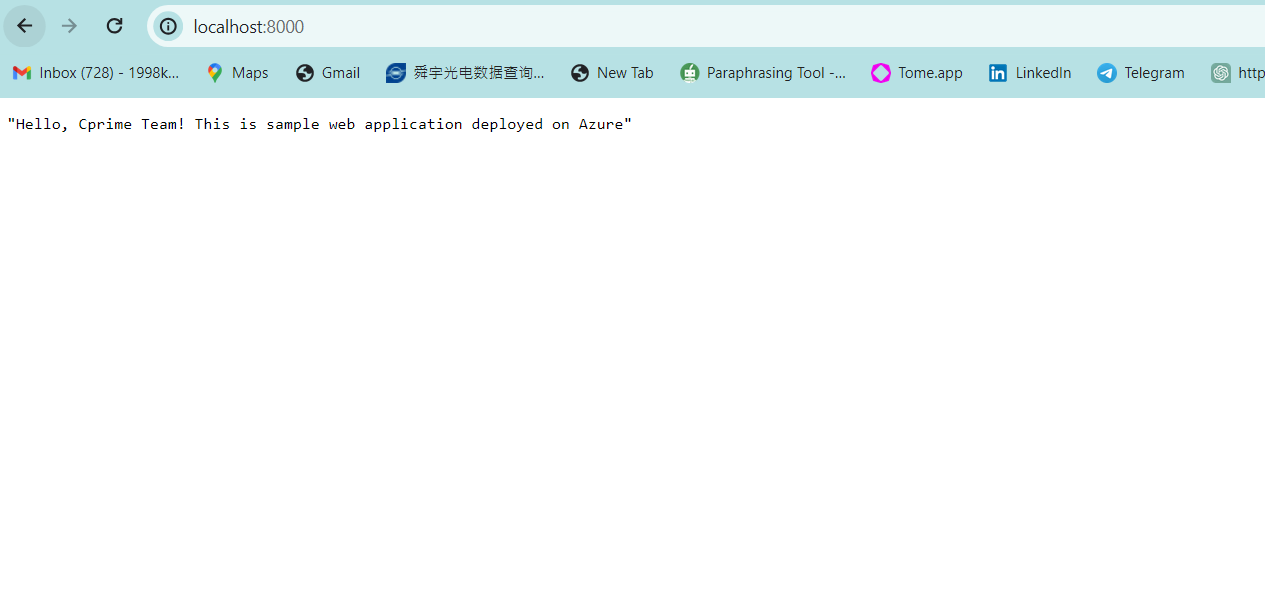 localhost:8000
Inbox (728) - 1998k... Maps Gmail 舜宇光电数据查询... New Tab Paraphrasing Tool -... Tome.app LinkedIn Telegram http
"Hello, Cprime Team! This is sample web application deployed on Azure"